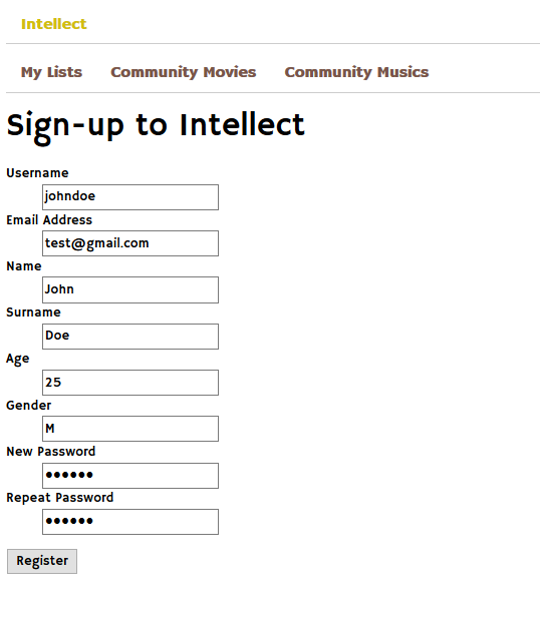 Intellect
My Lists Community Movies Community Musics
Sign-up to Intellect
Username
johndoe
Email Address
test@gmail.com
Name
John
Surname
Doe
Age
25
Gender
M
New Password
••••••
Repeat Password
••••••
Register